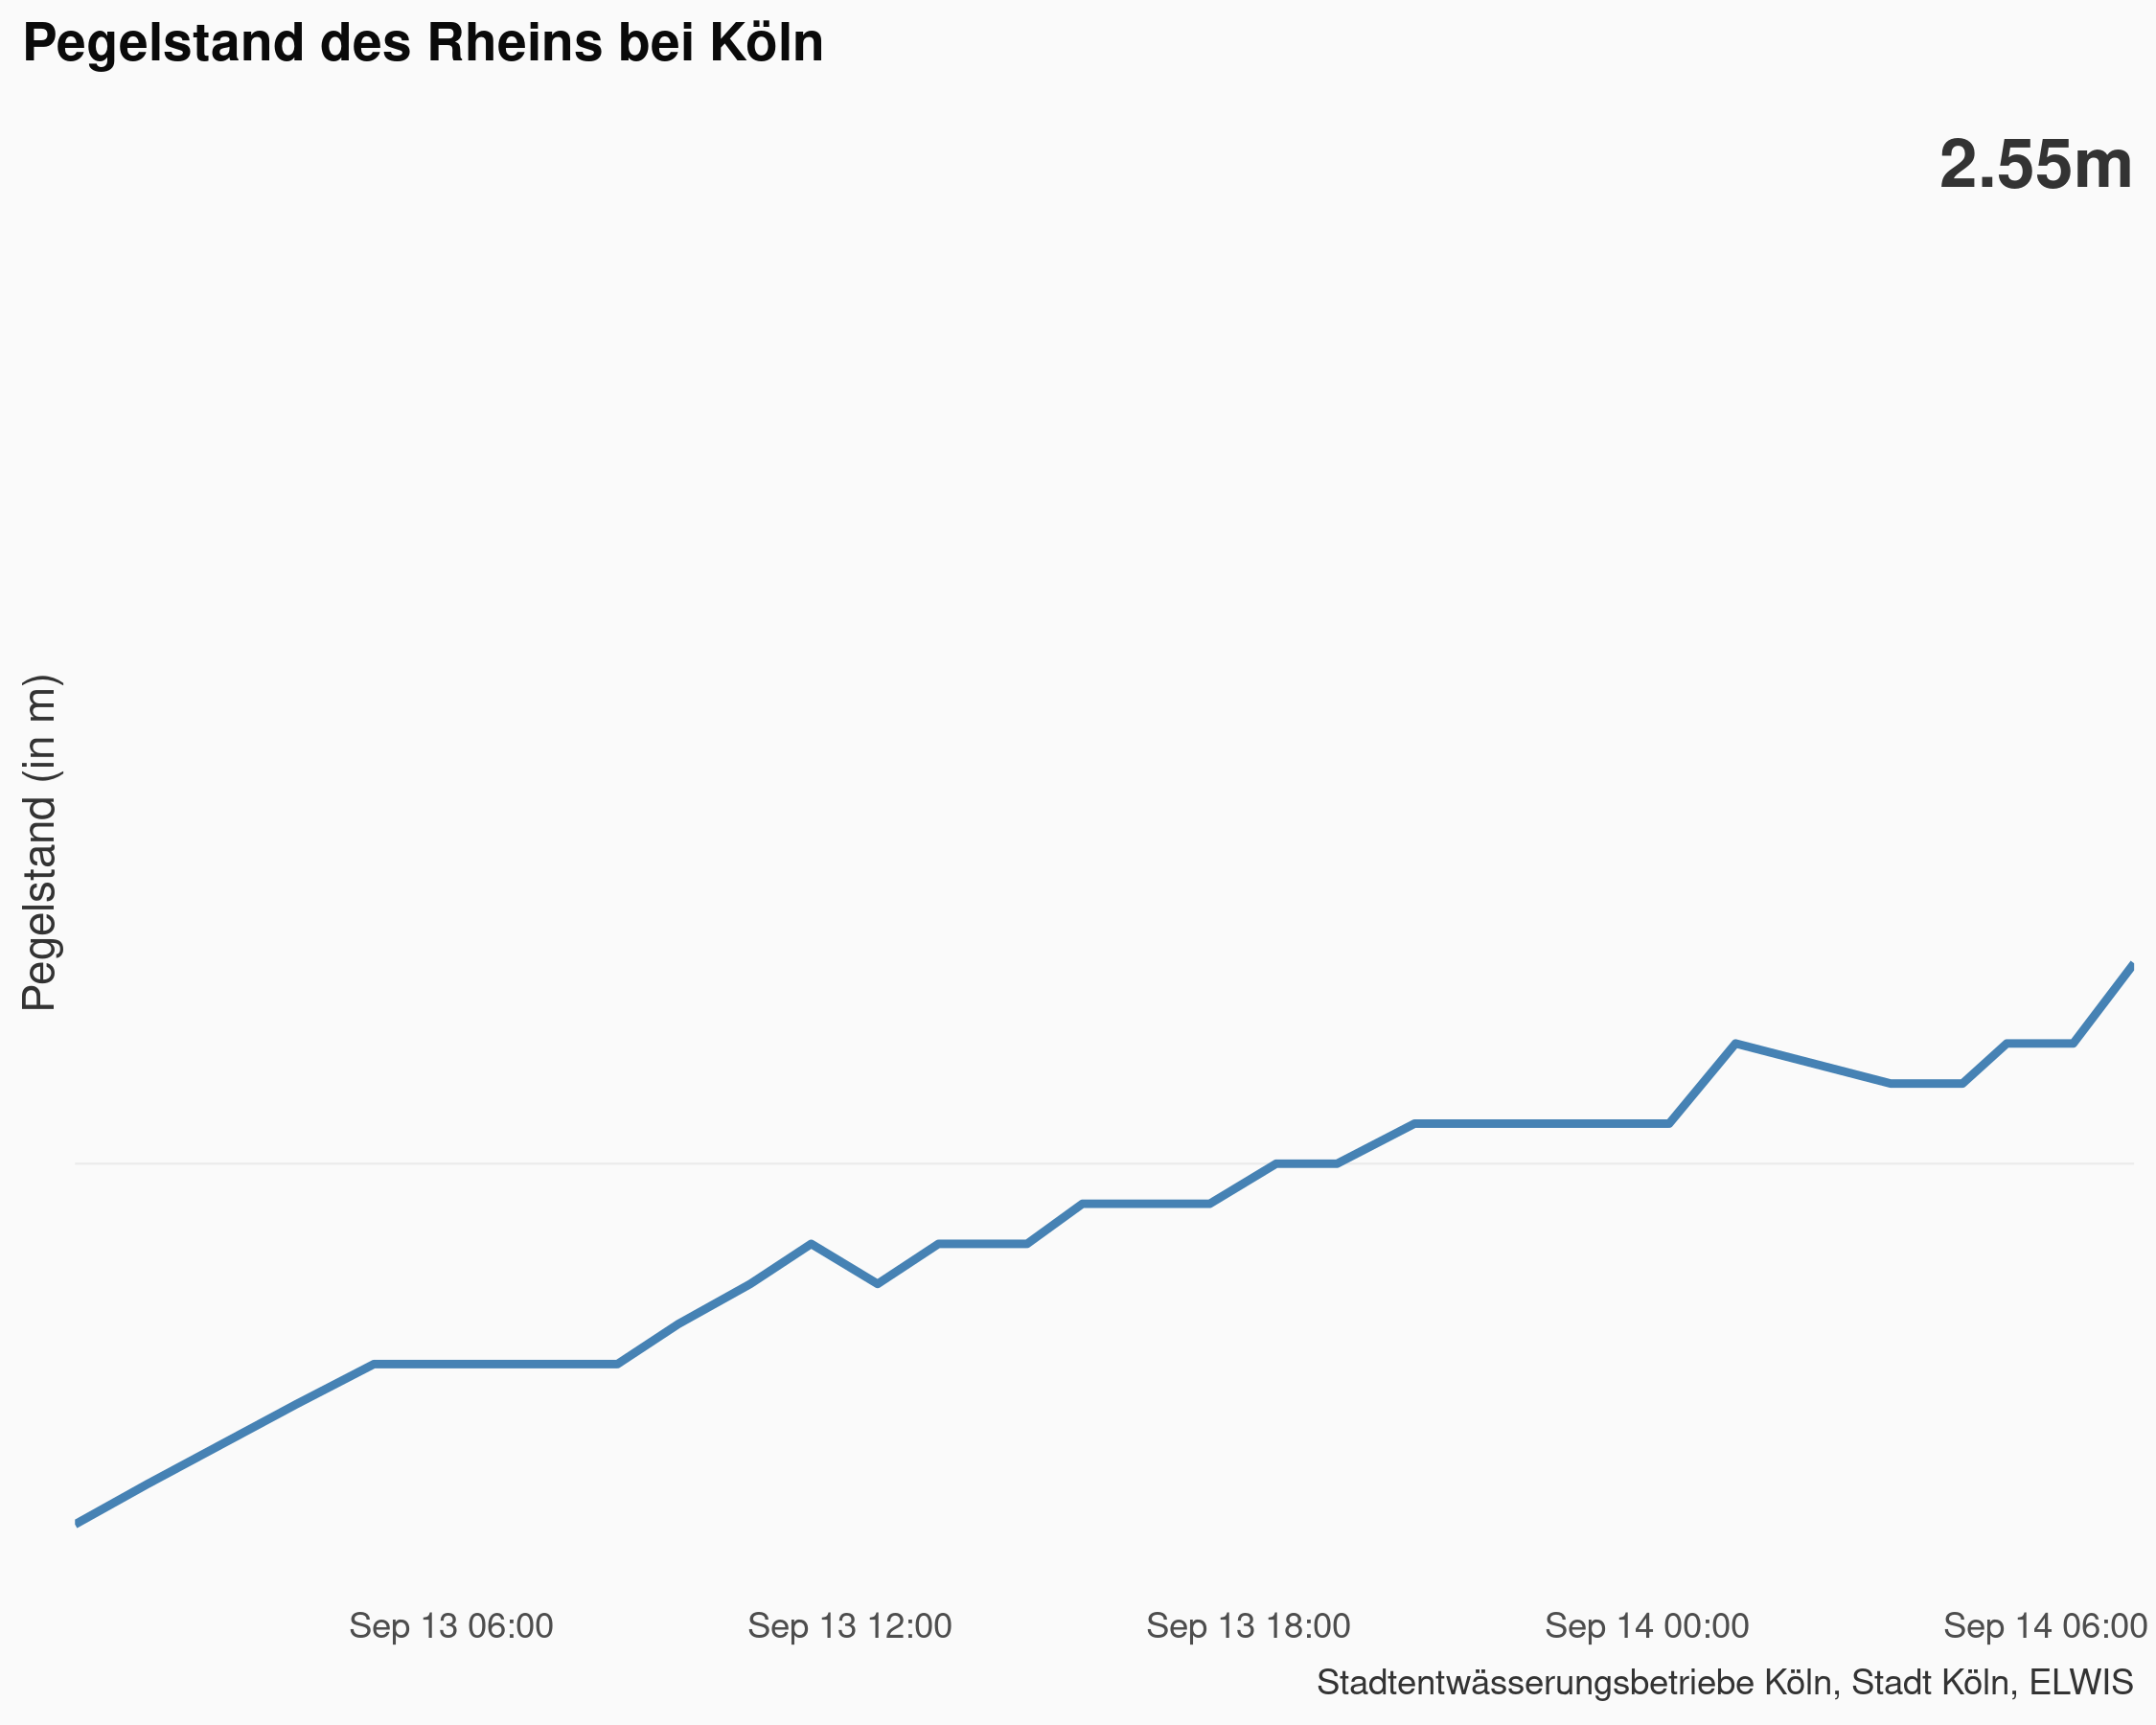 Pegelstand des Rheins bei Köln
2.55m
Pegelstand (in m)
Sep 13 06:00
Sep 13 12:00
Sep 13 18:00
Sep 14 00:00
Sep 14 06:00
Stadtentwässerungsbetriebe Köln, Stadt Köln, ELWIS